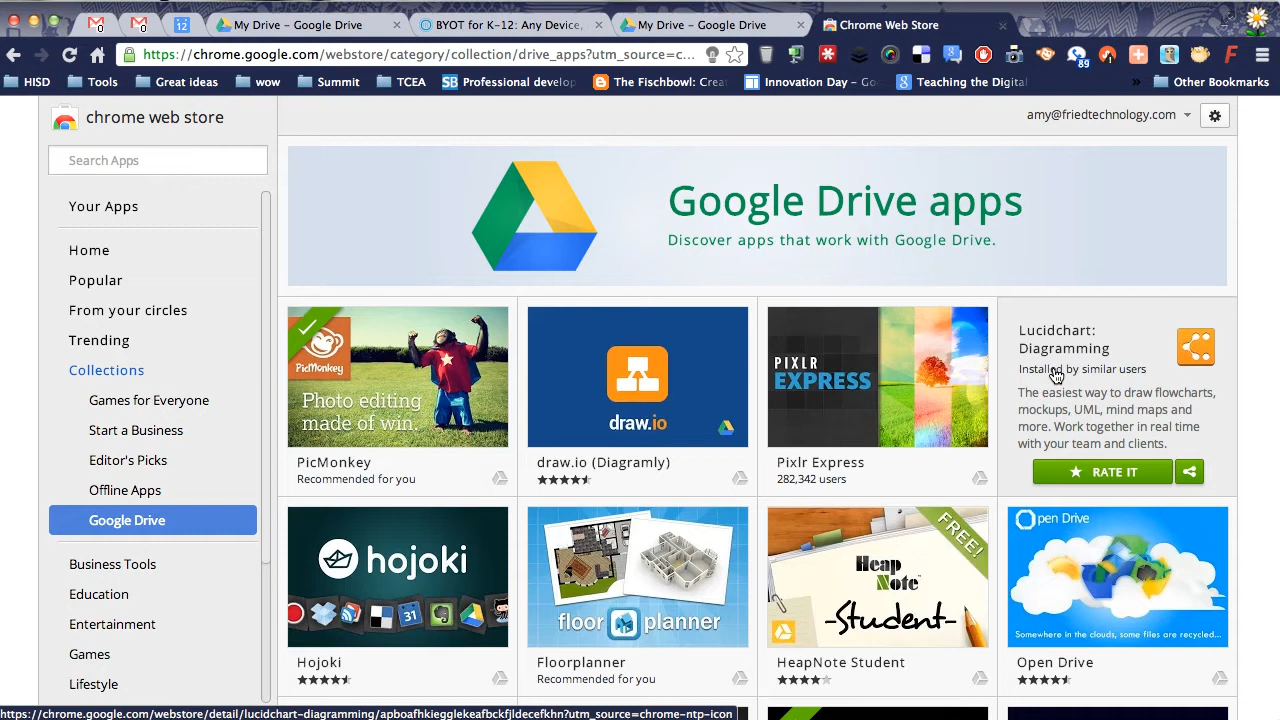 0
0
12
My Drive – Google Drive
BYOT for K-12: Any Device,
My Drive – Google Drive
Chrome Web Store
https://chrome.google.com/webstore/category/collection/drive_apps?utm_source=c...
89
HISD
Tools
Great ideas
wow
Summit
TCEA
SB Professional develop
The Fischbowl: Creat
Innovation Day – Go
Teaching the Digital
»
Other Bookmarks
chrome web store
amy@friedtechnology.com
Search Apps
Your Apps
Home
Popular
From your circles
Trending
Collections
Games for Everyone
Start a Business
Editor's Picks
Offline Apps
Google Drive
Business Tools
Education
Entertainment
Games
Lifestyle
Google Drive apps
Discover apps that work with Google Drive.
PicMonkey
Photo editing
made of win.
PicMonkey
Recommended for you
draw.io
draw.io (Diagramly)
PIXLR
EXPRESS
Pixlr Express
282,342 users
Lucidchart:
Diagramming
Installed by similar users
The easiest way to draw flowcharts,
mockups, UML, mind maps and
more. Work together in real time
with your team and clients.
RATE IT
hojoki
31
Hojoki
floor planner
Floorplanner
Recommended for you
FREE!
Heap
Note
-Student-
HeapNote Student
Open Drive
Somewhere in the clouds, some files are recycled...
Open Drive
https://chrome.google.com/webstore/detail/lucidchart-diagramming/apboafhkiegglekeafbckfjldecefkhn?utm_source=chrome-ntp-icon